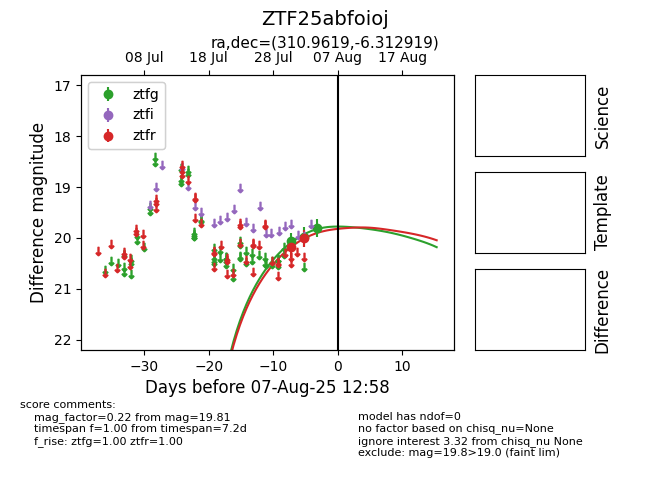 ZTF25abfoioj
ra,dec=(310.9619,-6.312919)
08 Jul 18 Jul 28 Jul 07 Aug 17 Aug
ztfg
ztfi
ztfr
17
18
19
20
21
22
Difference magnitude
−30 −20 −10 0 10
Days before 07-Aug-25 12:58
Science
Template
Difference
score comments:
mag_factor=0.22 from mag=19.81
timespan f=1.00 from timespan=7.2d
f_rise: ztfg=1.00 ztfr=1.00
model has ndof=0
no factor based on chisq_nu=None
ignore interest 3.32 from chisq_nu None
exclude: mag=19.8>19.0 (faint lim)